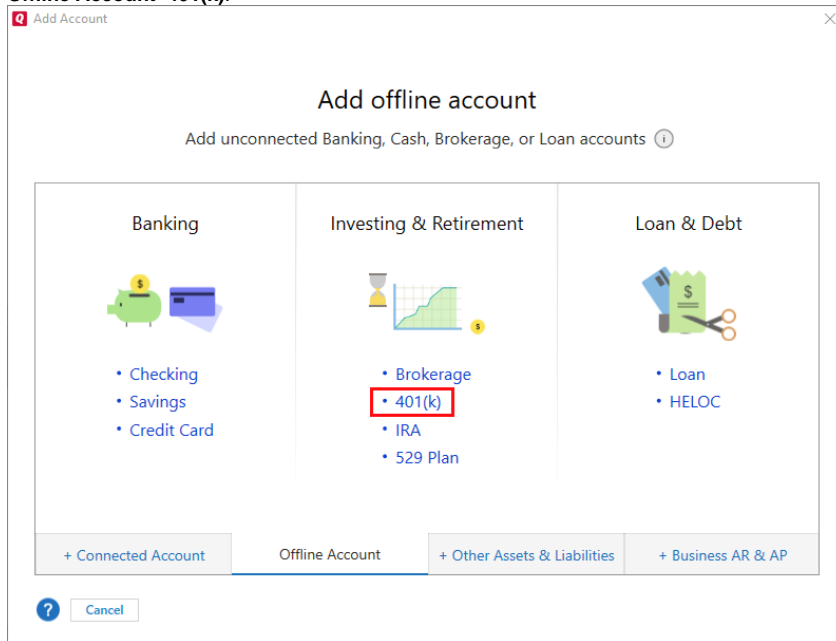 Add Account
Add offline account
Add unconnected Banking, Cash, Brokerage, or Loan accounts
Banking
• Checking
• Savings
• Credit Card
Investing & Retirement
• Brokerage
• 401(k)
• IRA
• 529 Plan
Loan & Debt
• Loan
• HELOC
+ Connected Account
Offline Account
+ Other Assets & Liabilities
+ Business AR & AP
? Cancel